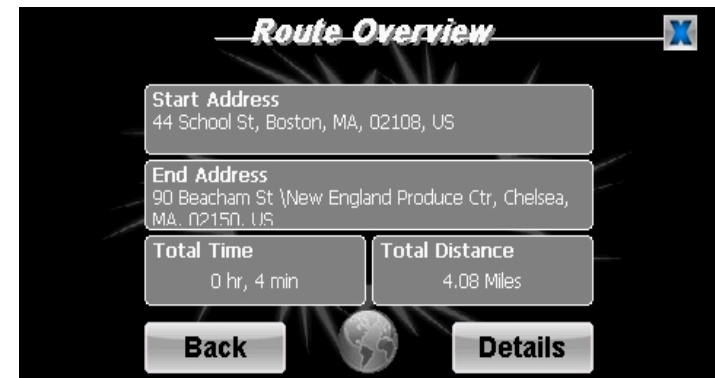 Route Overview
X
Start Address
44 School St, Boston, MA, 02108, US
End Address
90 Beacham St \New England Produce Ctr, Chelsea,
MA, 02150, US
Total Time
Total Distance
0 hr, 4 min
4.08 Miles
Back
Details